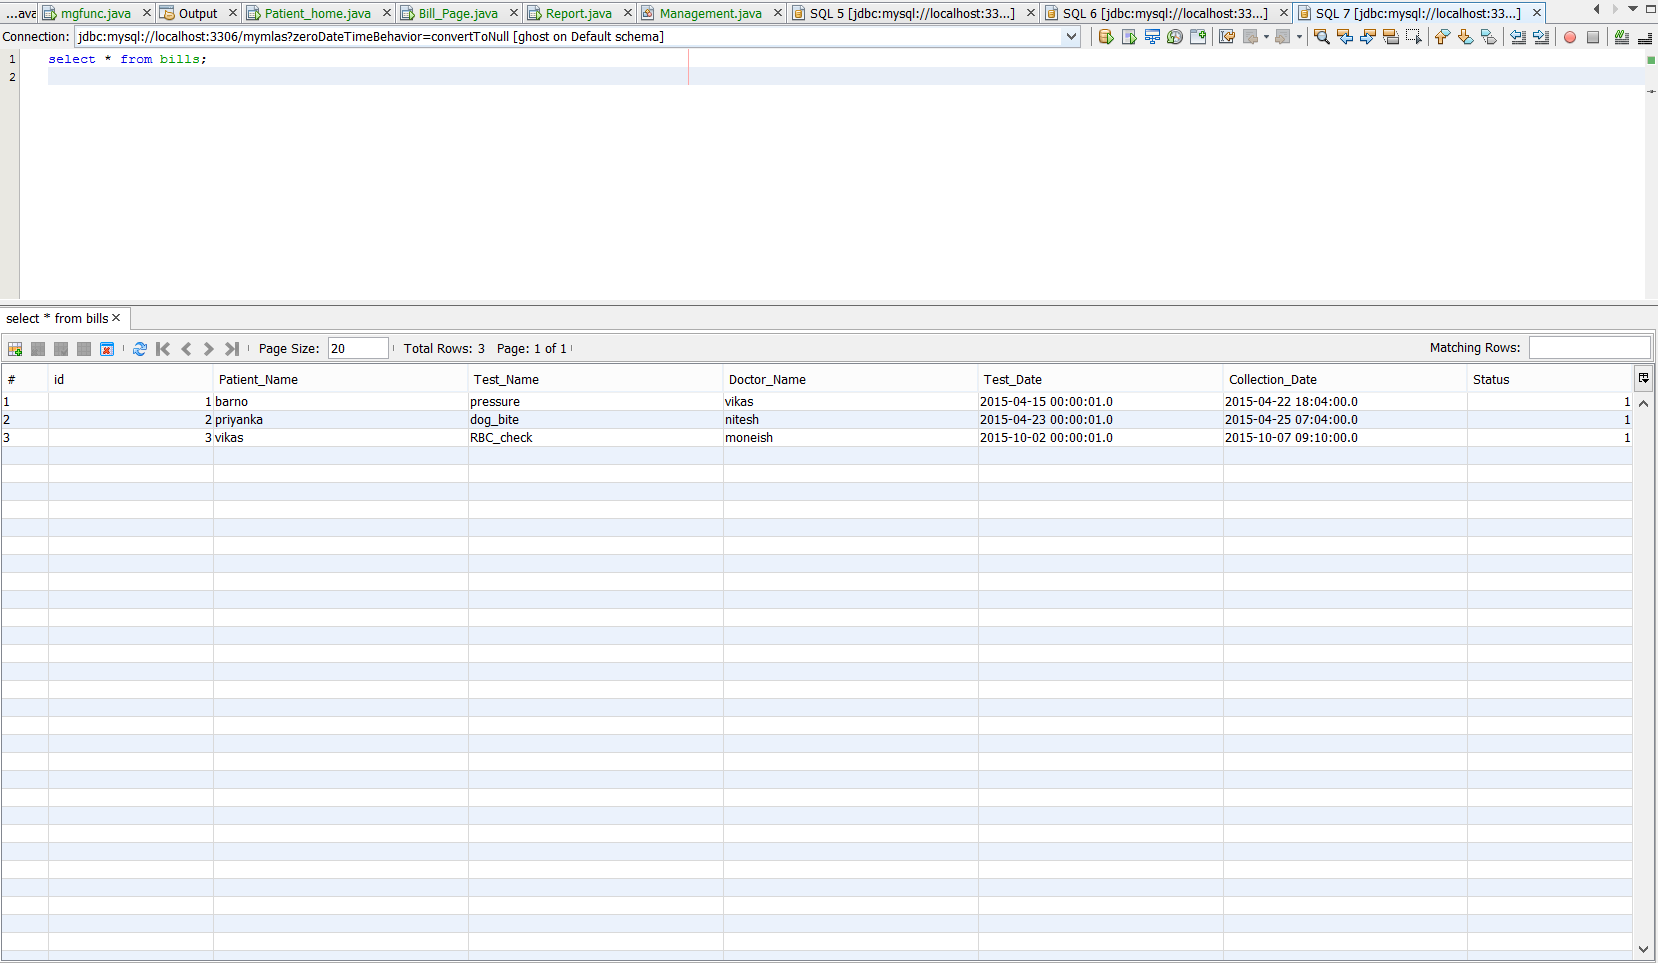 ...ava mgfunc.java Output Patient_home.java Bill_Page.java Report.java Management.java SQL 5 [jdbc:mysql://localhost:33...] SQL 6 [jdbc:mysql://localhost:33...] SQL 7 [jdbc:mysql://localhost:33...]
Connection: jdbc:mysql://localhost:3306/mymlas?zeroDateTimeBehavior=convertToNull [ghost on Default schema]
1 select * from bills;
2
select * from bills
Page Size: 20 Total Rows: 3 Page: 1 of 1 Matching Rows:
# id Patient_Name Test_Name Doctor_Name Test_Date Collection_Date Status
1 1 barno pressure vikas 2015-04-15 00:00:01.0 2015-04-22 18:04:00.0 1
2 2 priyanka dog_bite nitesh 2015-04-23 00:00:01.0 2015-04-25 07:04:00.0 1
3 3 vikas RBC_check moneish 2015-10-02 00:00:01.0 2015-10-07 09:10:00.0 1